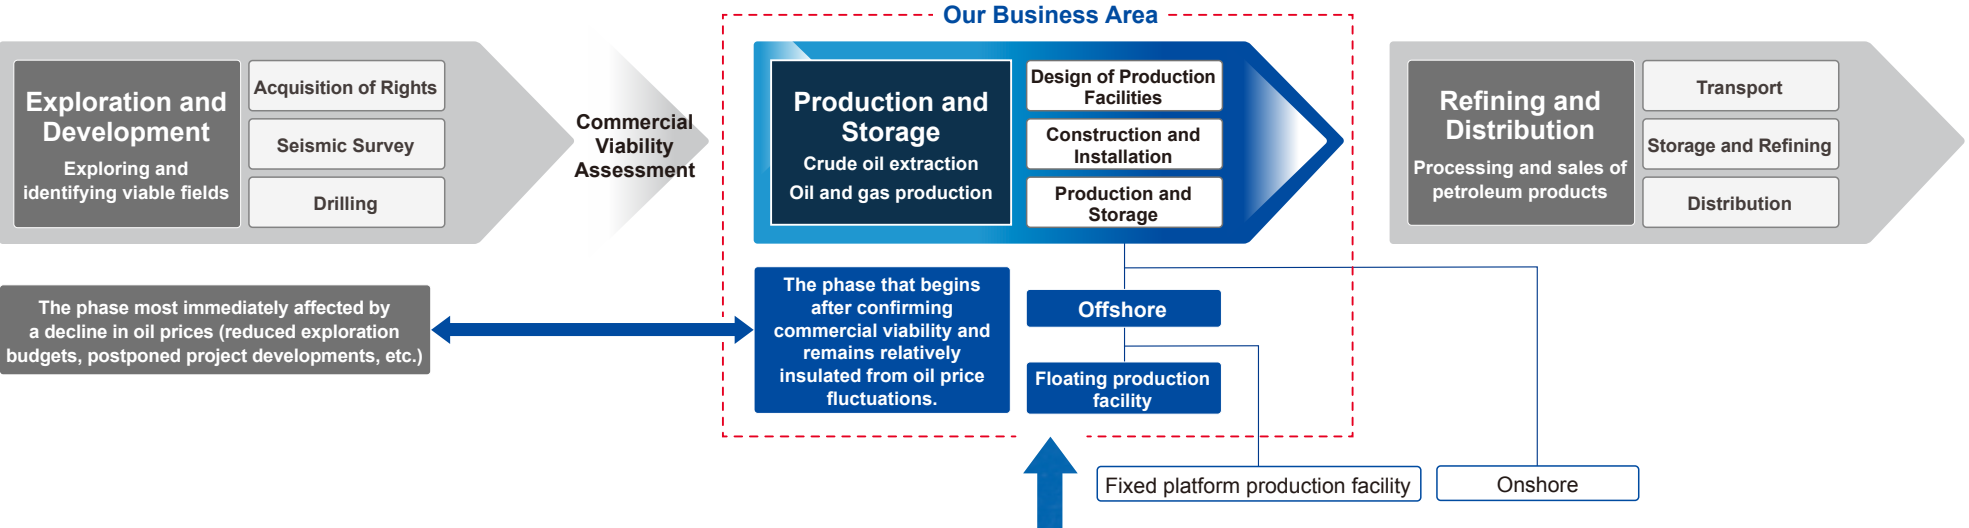 Our Business Area
Exploration and
Development
Exploring and
identifying viable fields
Acquisition of Rights
Seismic Survey
Drilling
Commercial
Viability
Assessment
Production and
Storage
Crude oil extraction
Oil and gas production
Design of Production
Facilities
Construction and
Installation
Production and
Storage
Refining and
Distribution
Processing and sales of
petroleum products
Transport
Storage and Refining
Distribution
The phase most immediately affected by
a decline in oil prices (reduced exploration
budgets, postponed project developments, etc.)
The phase that begins
after confirming
commercial viability and
remains relatively
insulated from oil price
fluctuations.
Offshore
Floating production
facility
Fixed platform production facility
Onshore